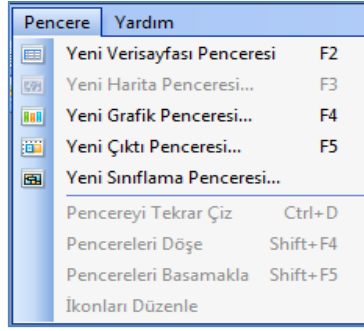 Pencere Yardım
Yeni Verisayfası Penceresi F2
Yeni Harita Penceresi... F3
Yeni Grafik Penceresi... F4
Yeni Çıktı Penceresi... F5
Yeni Sınıflama Penceresi...
Pencereyi Tekrar Çiz Ctrl+D
Pencereleri Döşe Shift+F4
Pencereleri Basamakla Shift+F5
İkonları Düzenle